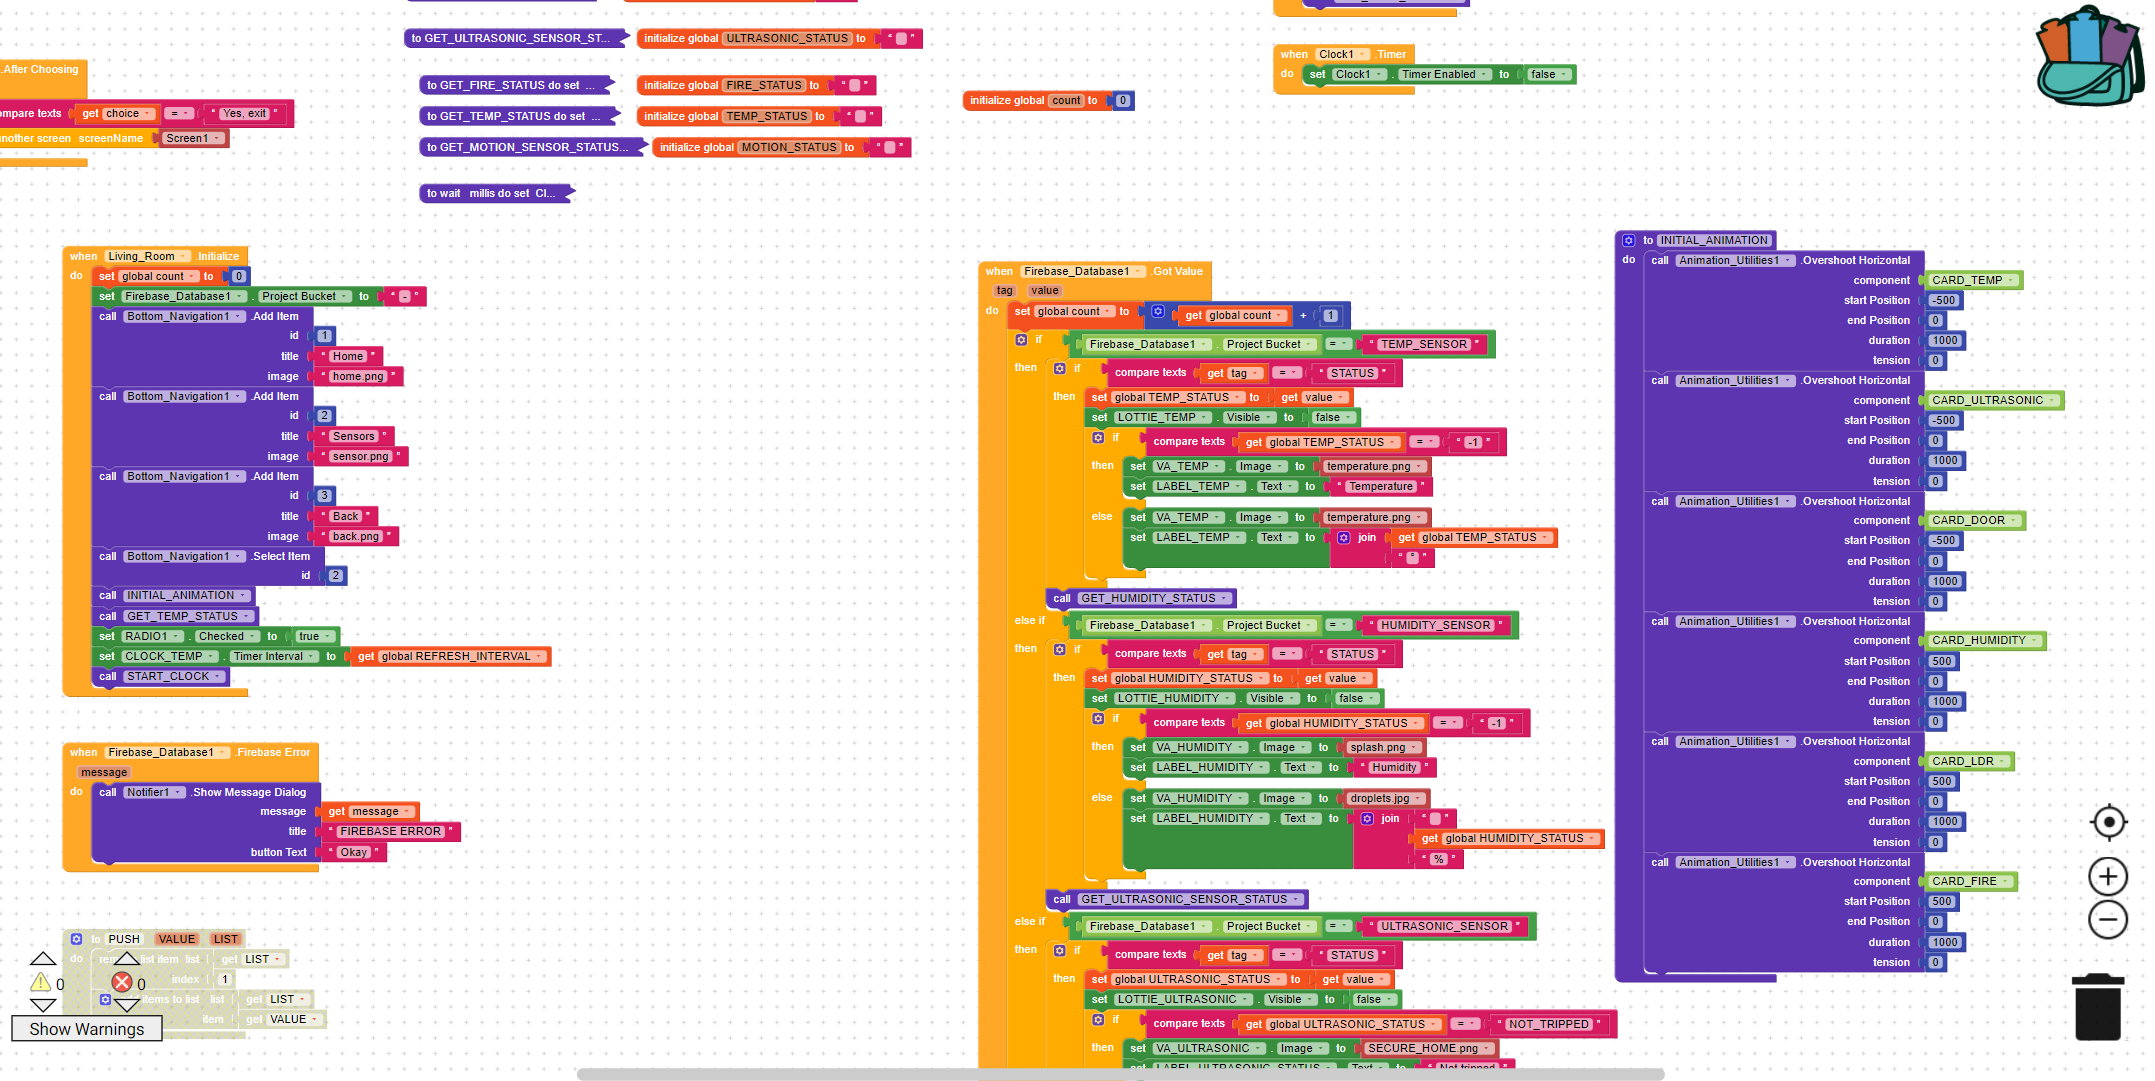 to GET_ULTRASONIC_SENSOR_ST...
initialize global ULTRASONIC_STATUS to " "
to GET_FIRE_STATUS do set ...
initialize global FIRE_STATUS to " "
to GET_TEMP_STATUS do set ...
initialize global TEMP_STATUS to " "
to GET_MOTION_SENSOR_STATUS...
initialize global MOTION_STATUS to " "
to wait millis do set Cl...
initialize global count to 0
when Clock1 .Timer
do set Clock1 . Timer Enabled to false
.After Choosing
mpare texts get choice = " Yes, exit "
nother screen screenName Screen1
when Living_Room .Initialize
do set global count to 0
set Firebase_Database1 . Project Bucket to " - "
call Bottom_Navigation1 .Add Item
id 1
title " Home "
image " home.png "
call Bottom_Navigation1 .Add Item
id 2
title " Sensors "
image " sensor.png "
call Bottom_Navigation1 .Add Item
id 3
title " Back "
image " back.png "
call Bottom_Navigation1 .Select Item
id 2
call INITIAL_ANIMATION
call GET_TEMP_STATUS
set RADIO1 . Checked to true
set CLOCK_TEMP . Timer Interval to get global REFRESH_INTERVAL
call START_CLOCK
when Firebase_Database1 .Firebase Error
message
do call Notifier1 .Show Message Dialog
message get message
title " FIREBASE ERROR "
button Text " Okay "
to PUSH VALUE LIST
do list item list get LIST
index 1
items to list list get LIST
item get VALUE
0
0
Show Warnings
when Firebase_Database1 .Got Value
tag value
do set global count to get global count + 1
if Firebase_Database1 . Project Bucket = " TEMP_SENSOR "
then if compare texts get tag = " STATUS "
then set global TEMP_STATUS to get value
set LOTTIE_TEMP . Visible to false
if compare texts get global TEMP_STATUS = " -1 "
then set VA_TEMP . Image to temperature.png
set LABEL_TEMP . Text to " Temperature "
else set VA_TEMP . Image to temperature.png
set LABEL_TEMP . Text to join get global TEMP_STATUS
" ° "
call GET_HUMIDITY_STATUS
else if Firebase_Database1 . Project Bucket = " HUMIDITY_SENSOR "
then if compare texts get tag = " STATUS "
then set global HUMIDITY_STATUS to get value
set LOTTIE_HUMIDITY . Visible to false
if compare texts get global HUMIDITY_STATUS = " -1 "
then set VA_HUMIDITY . Image to splash.png
set LABEL_HUMIDITY . Text to " Humidity "
else set VA_HUMIDITY . Image to droplets.jpg
set LABEL_HUMIDITY . Text to join " "
get global HUMIDITY_STATUS
" % "
call GET_ULTRASONIC_SENSOR_STATUS
else if Firebase_Database1 . Project Bucket = " ULTRASONIC_SENSOR "
then if compare texts get tag = " STATUS "
then set global ULTRASONIC_STATUS to get value
set LOTTIE_ULTRASONIC . Visible to false
if compare texts get global ULTRASONIC_STATUS = " NOT_TRIPPED "
then set VA_ULTRASONIC . Image to SECURE_HOME.png
set LABEL_ULTRASONIC_STATUS . Text to " Not tripped "
to INITIAL_ANIMATION
do call Animation_Utilities1 .Overshoot Horizontal
component CARD_TEMP
start Position -500
end Position 0
duration 1000
tension 0
call Animation_Utilities1 .Overshoot Horizontal
component CARD_ULTRASONIC
start Position -500
end Position 0
duration 1000
tension 0
call Animation_Utilities1 .Overshoot Horizontal
component CARD_DOOR
start Position -500
end Position 0
duration 1000
tension 0
call Animation_Utilities1 .Overshoot Horizontal
component CARD_HUMIDITY
start Position 500
end Position 0
duration 1000
tension 0
call Animation_Utilities1 .Overshoot Horizontal
component CARD_LDR
start Position 500
end Position 0
duration 1000
tension 0
call Animation_Utilities1 .Overshoot Horizontal
component CARD_FIRE
start Position 500
end Position 0
duration 1000
tension 0